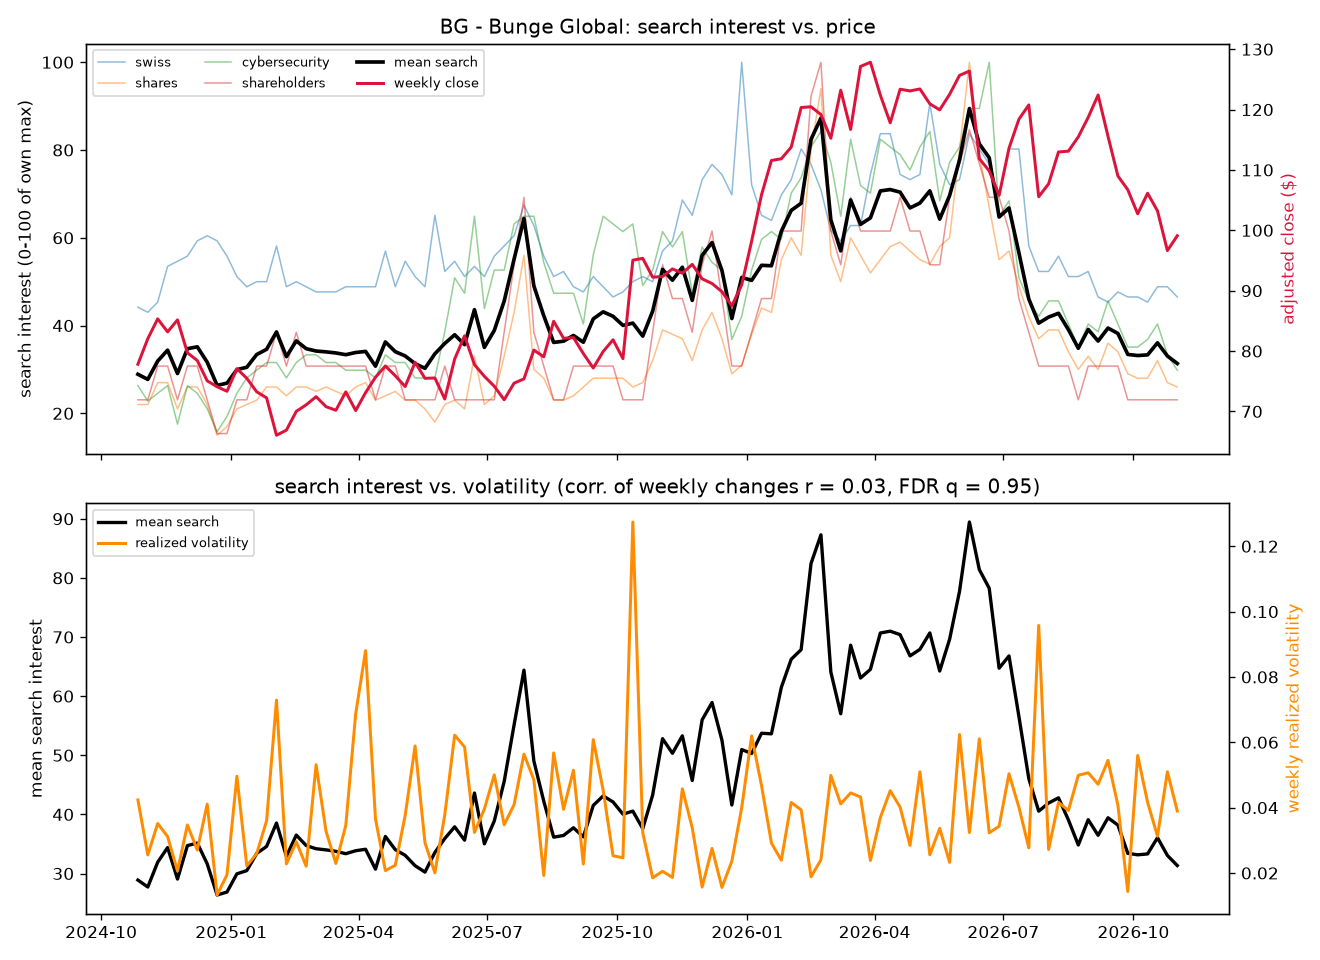 BG - Bunge Global: search interest vs. price
swiss
shares
cybersecurity
shareholders
mean search
weekly close
search interest (0-100 of own max)
100
80
60
40
20
adjusted close ($)
130
120
110
100
90
80
70
search interest vs. volatility (corr. of weekly changes r = 0.03, FDR q = 0.95)
mean search
realized volatility
mean search interest
90
80
70
60
50
40
30
weekly realized volatility
0.12
0.10
0.08
0.06
0.04
0.02
2024-10
2025-01
2025-04
2025-07
2025-10
2026-01
2026-04
2026-07
2026-10